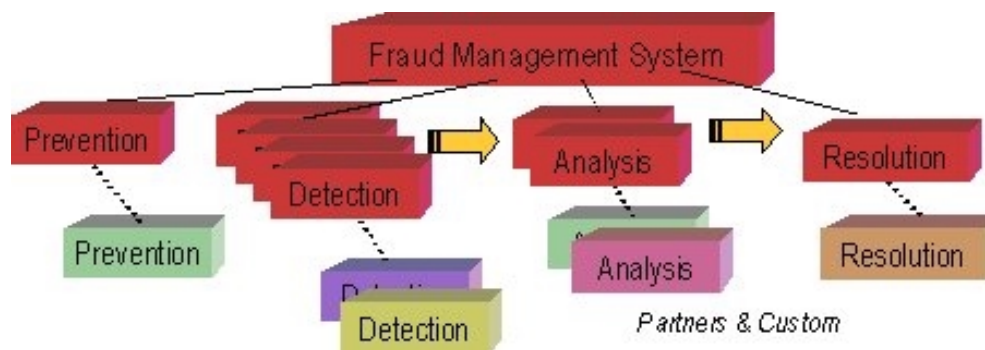 Fraud Management System
Prevention
Detection
Analysis
Resolution
Prevention
Detection
Analysis
Resolution
Partners & Custom